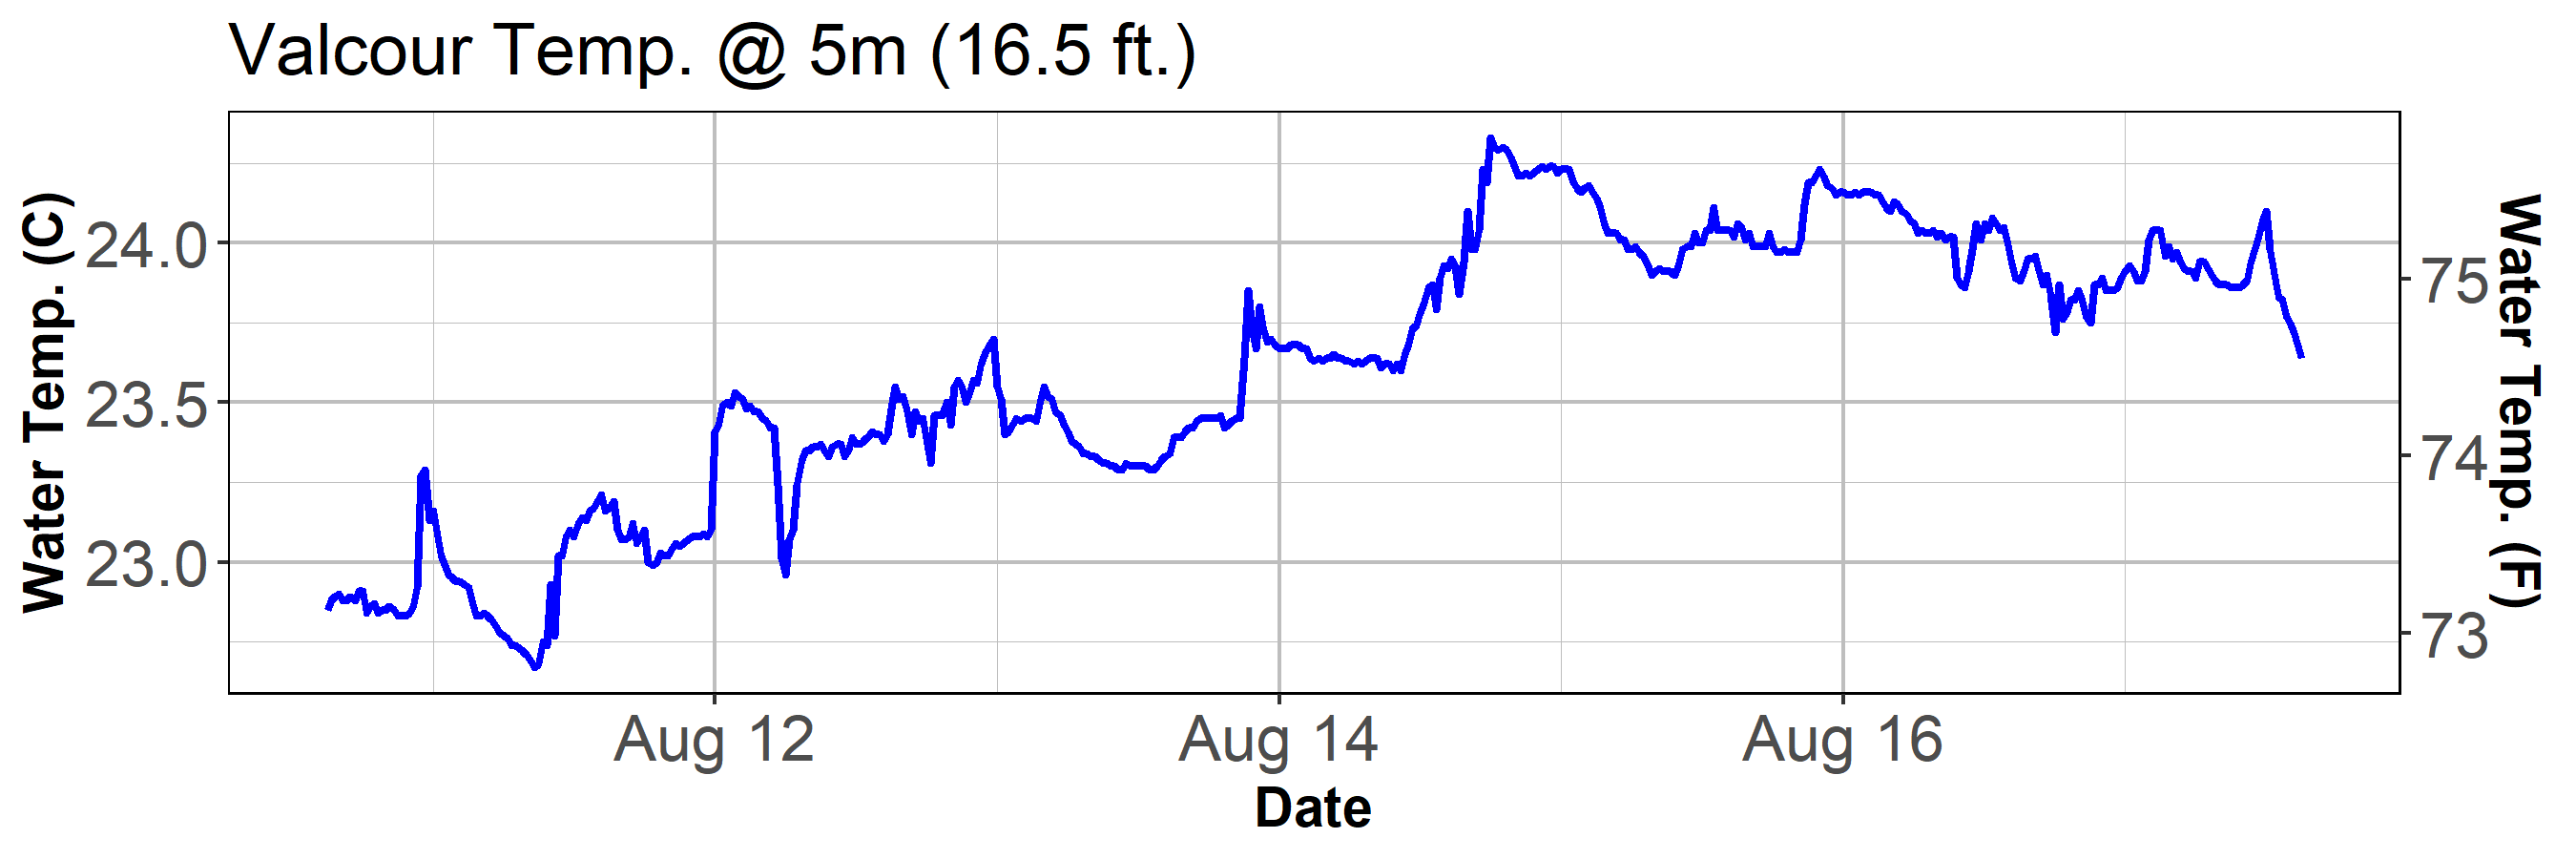 Valcour Temp. @ 5m (16.5 ft.)
Water Temp. (C)
24.0
23.5
23.0
75
74
73
Water Temp. (F)
Aug 12
Aug 14
Aug 16
Date